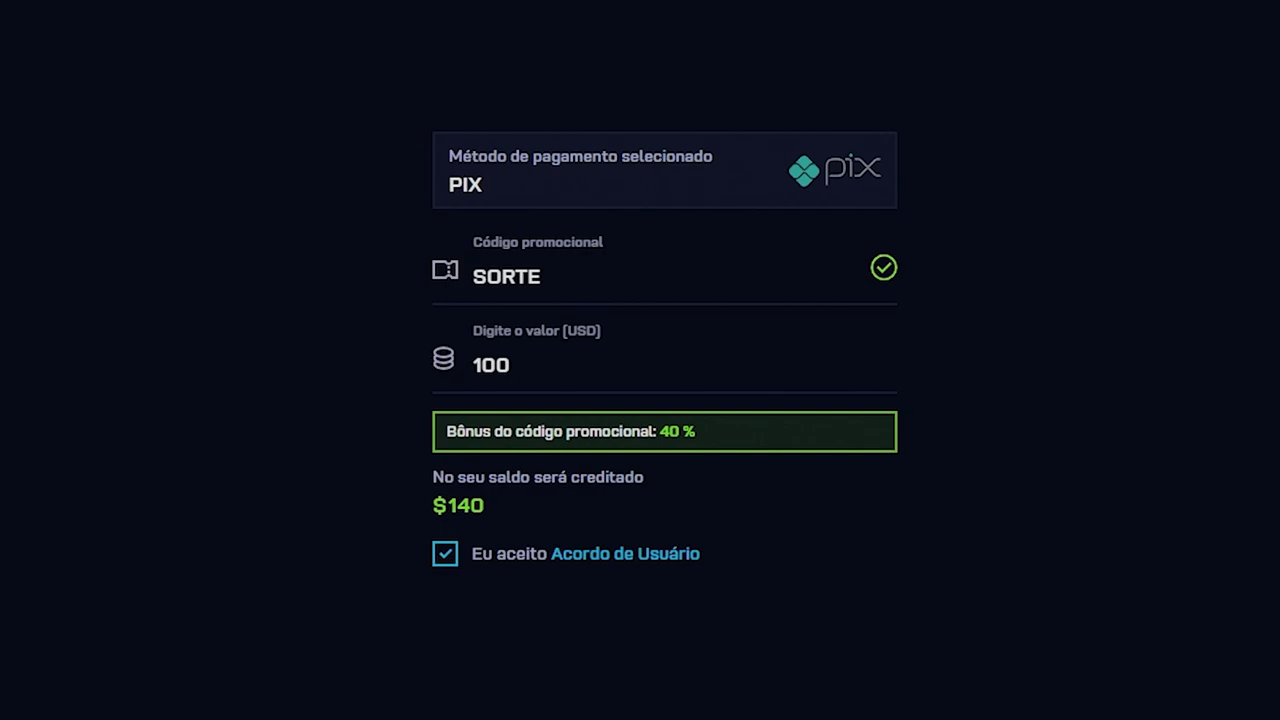 Método de pagamento selecionado
PIX
pix
Código promocional
SORTE
Digite o valor (USD)
100
Bônus do código promocional: 40 %
No seu saldo será creditado
$140
Eu aceito Acordo de Usuário